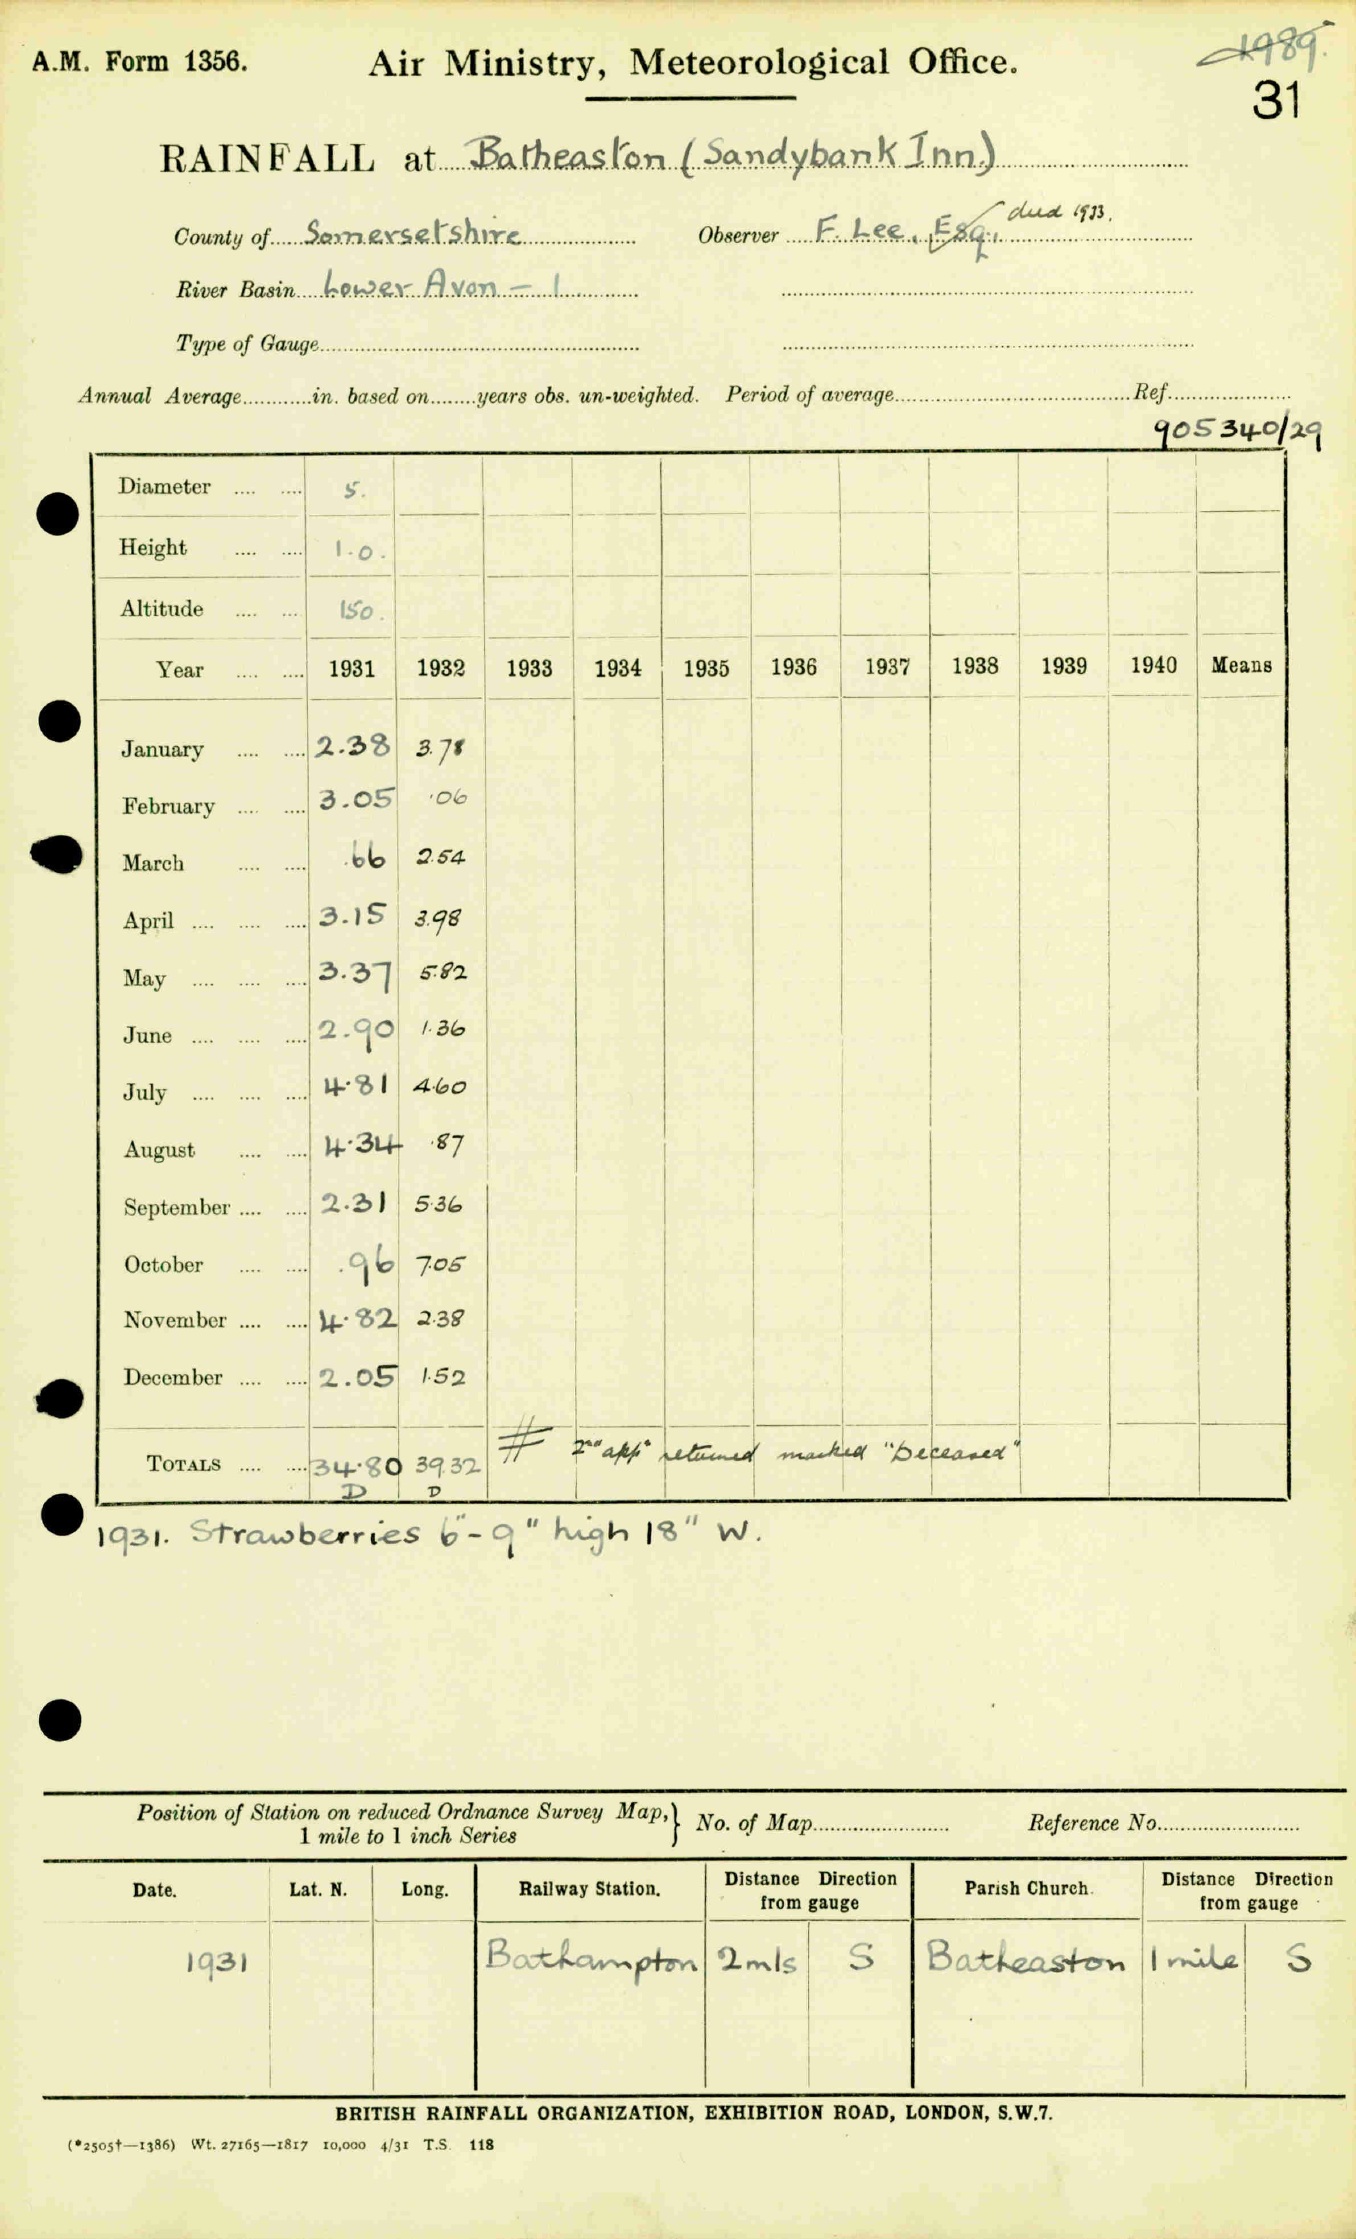 1989.
A.M. Form 1356. Air Ministry, Meteorological Office.
31
RAINFALL at Batheaston (Sandybank Inn)
County of Somersetshire Observer F. Lee, Esq. died 1933.
River Basin Lower Avon - 1
Type of Gauge
Annual Average in. based on years obs. un-weighted. Period of average Ref.
905340/29
Diameter 5.
Height 1.0.
Altitude 150.
Year 1931 1932 1933 1934 1935 1936 1937 1938 1939 1940 Means
January 2.38 3.78
February 3.05 .06
March .66 2.54
April 3.15 3.98
May 3.37 5.82
June 2.90 1.36
July 4.81 4.60
August 4.34 .87
September 2.31 5.36
October .96 7.05
November 4.82 2.38
December 2.05 1.52
TOTALS 34.80 39.32 # 2nd app. returned marked "Deceased"
D D
1931. Strawberries 6"-9" high 18" W.
Position of Station on reduced Ordnance Survey Map,} No. of Map Reference No.
1 mile to 1 inch Series
Date. Lat. N. Long. Railway Station. Distance Direction from gauge Parish Church. Distance Direction from gauge
1931 Bathampton 2 mls S Batheaston 1 mile S
BRITISH RAINFALL ORGANIZATION, EXHIBITION ROAD, LONDON, S.W.7.
(*2505†—1386) Wt. 27165—1817 10,000 4/31 T.S. 118